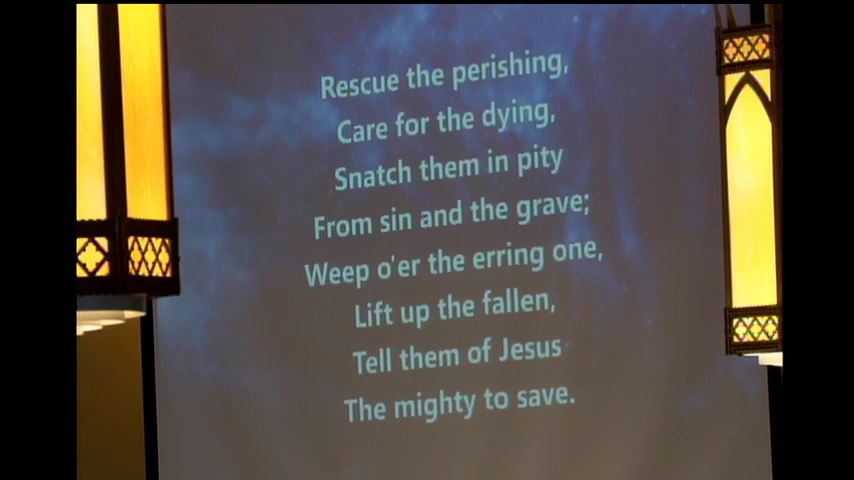 Rescue the perishing,
Care for the dying,
Snatch them in pity
From sin and the grave;
Weep o'er the erring one,
Lift up the fallen,
Tell them of Jesus
The mighty to save.